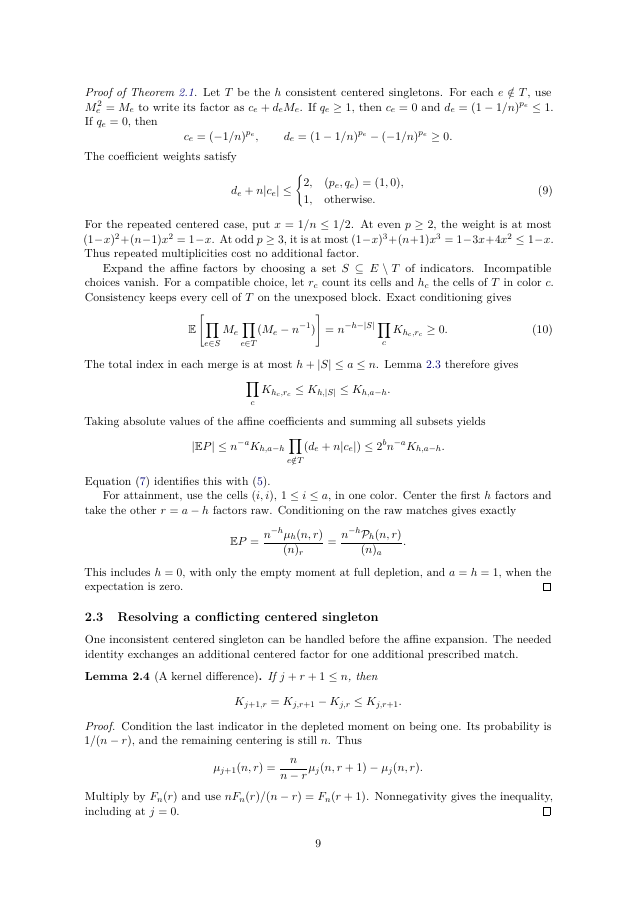 Proof of Theorem 2.1. Let T be the h consistent centered singletons. For each e ∉ T, use
M_e^2 = M_e to write its factor as c_e + d_eM_e. If q_e ≥ 1, then c_e = 0 and d_e = (1 − 1/n)^{p_e} ≤ 1.
If q_e = 0, then
c_e = (−1/n)^{p_e},  d_e = (1 − 1/n)^{p_e} − (−1/n)^{p_e} ≥ 0.
The coefficient weights satisfy
d_e + n|c_e| ≤ { 2, (p_e, q_e) = (1, 0), 1, otherwise. (9)
For the repeated centered case, put x = 1/n ≤ 1/2. At even p ≥ 2, the weight is at most
(1−x)^2+(n−1)x^2 = 1−x. At odd p ≥ 3, it is at most (1−x)^3+(n+1)x^3 = 1−3x+4x^2 ≤ 1−x.
Thus repeated multiplicities cost no additional factor.
Expand the affine factors by choosing a set S ⊆ E \ T of indicators. Incompatible
choices vanish. For a compatible choice, let r_c count its cells and h_c the cells of T in color c.
Consistency keeps every cell of T on the unexposed block. Exact conditioning gives
𝔼[∏_{e∈S} M_e ∏_{e∈T}(M_e − n^{−1})] = n^{−h−|S|} ∏_c K_{h_c,r_c} ≥ 0. (10)
The total index in each merge is at most h + |S| ≤ a ≤ n. Lemma 2.3 therefore gives
∏_c K_{h_c,r_c} ≤ K_{h,|S|} ≤ K_{h,a−h}.
Taking absolute values of the affine coefficients and summing all subsets yields
|𝔼P| ≤ n^{−a}K_{h,a−h} ∏_{e∉T}(d_e + n|c_e|) ≤ 2^b n^{−a}K_{h,a−h}.
Equation (7) identifies this with (5).
For attainment, use the cells (i, i), 1 ≤ i ≤ a, in one color. Center the first h factors and
take the other r = a − h factors raw. Conditioning on the raw matches gives exactly
𝔼P = n^{−h}μ_h(n, r)/(n)_r = n^{−h}𝒫_h(n, r)/(n)_a.
This includes h = 0, with only the empty moment at full depletion, and a = h = 1, when the
expectation is zero. □
2.3 Resolving a conflicting centered singleton
One inconsistent centered singleton can be handled before the affine expansion. The needed
identity exchanges an additional centered factor for one additional prescribed match.
Lemma 2.4 (A kernel difference). If j + r + 1 ≤ n, then
K_{j+1,r} = K_{j,r+1} − K_{j,r} ≤ K_{j,r+1}.
Proof. Condition the last indicator in the depleted moment on being one. Its probability is
1/(n − r), and the remaining centering is still n. Thus
μ_{j+1}(n, r) = n/(n − r) μ_j(n, r + 1) − μ_j(n, r).
Multiply by F_n(r) and use nF_n(r)/(n − r) = F_n(r + 1). Nonnegativity gives the inequality,
including at j = 0. □
9